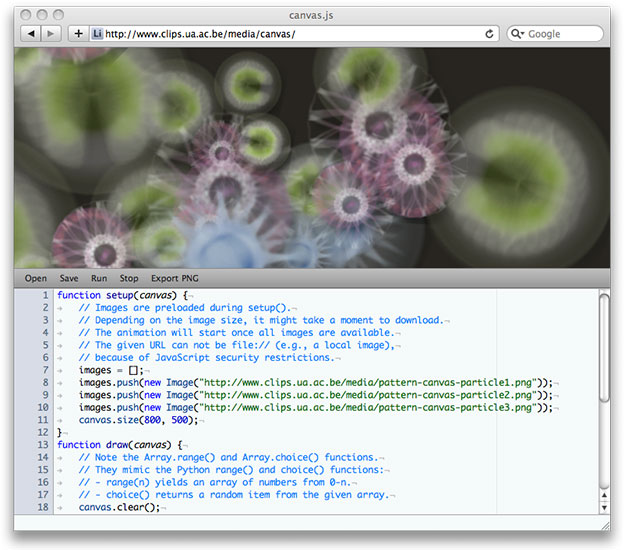 canvas.js
Li http://www.clips.ua.ac.be/media/canvas/
Google
Open Save Run Stop Export PNG
1 function setup(canvas) {
2 // Images are preloaded during setup().
3 // Depending on the image size, it might take a moment to download.
4 // The animation will start once all images are available.
5 // The given URL can not be file:// (e.g., a local image),
6 // because of JavaScript security restrictions.
7 images = [];
8 images.push(new Image("http://www.clips.ua.ac.be/media/pattern-canvas-particle1.png"));
9 images.push(new Image("http://www.clips.ua.ac.be/media/pattern-canvas-particle2.png"));
10 images.push(new Image("http://www.clips.ua.ac.be/media/pattern-canvas-particle3.png"));
11 canvas.size(800, 500);
12 }
13 function draw(canvas) {
14 // Note the Array.range() and Array.choice() functions.
15 // They mimic the Python range() and choice() functions:
16 // - range(n) yields an array of numbers from 0-n.
17 // - choice() returns a random item from the given array.
18 canvas.clear();